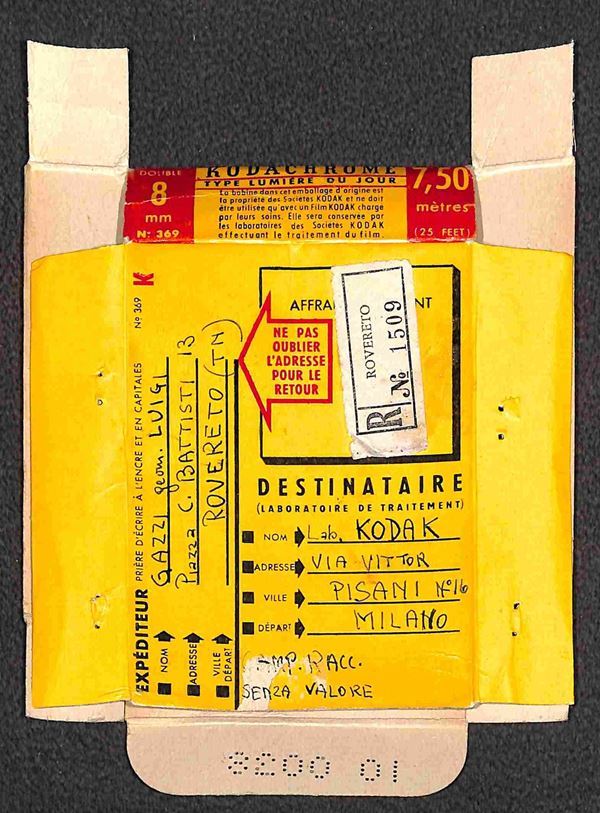 DOUBLE
8
mm
Nº 369
KODACHROME
TYPE LUMIÈRE DU JOUR
La bobine dans cet emballage d'origine est
la propriété des Sociétés KODAK et ne doit
être utilisée qu'avec un Film KODAK chargé
par leurs soins. Elle sera conservée par
les laboratoires des Sociétés KODAK
effectuant le traitement du film.
7,50
mètres
(25 FEET)
Nº 369 K
EXPÉDITEUR PRIÈRE D'ÉCRIRE À L'ENCRE ET EN CAPITALES
NOM GAZZI geom. LUIGI
ADRESSE Piazza C. BATTISTI 13
VILLE DÉPART ROVERETO (TN)
NE PAS
OUBLIER
L'ADRESSE
POUR LE
RETOUR
R ROVERETO
Nº 1509
DESTINATAIRE
(LABORATOIRE DE TRAITEMENT)
NOM Lab. KODAK
ADRESSE VIA VITTOR
VILLE PISANI Nº 16
DÉPART MILANO
AMP. RACC.
SENZA VALORE
8200 01